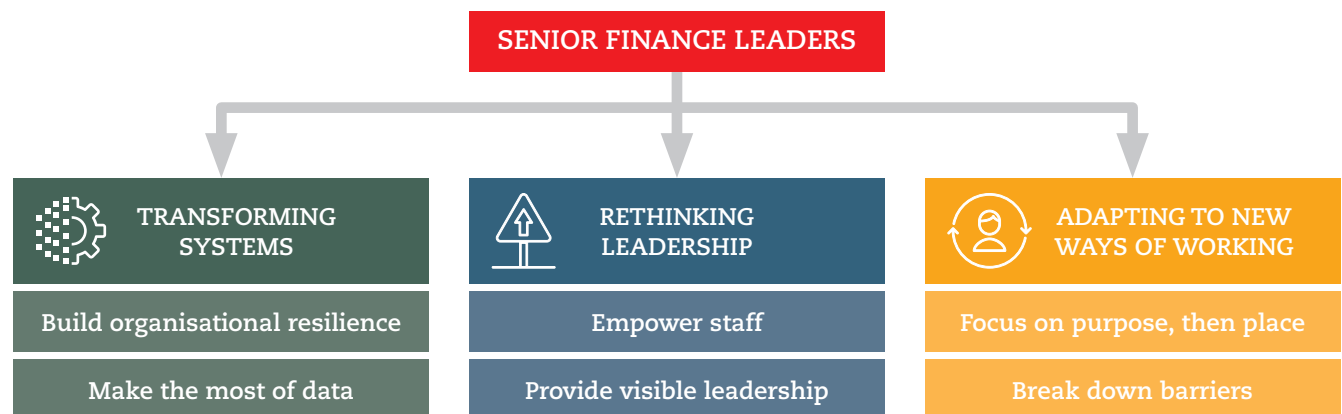 SENIOR FINANCE LEADERS
TRANSFORMING
SYSTEMS
Build organisational resilience
Make the most of data
RETHINKING
LEADERSHIP
Empower staff
Provide visible leadership
ADAPTING TO NEW
WAYS OF WORKING
Focus on purpose, then place
Break down barriers